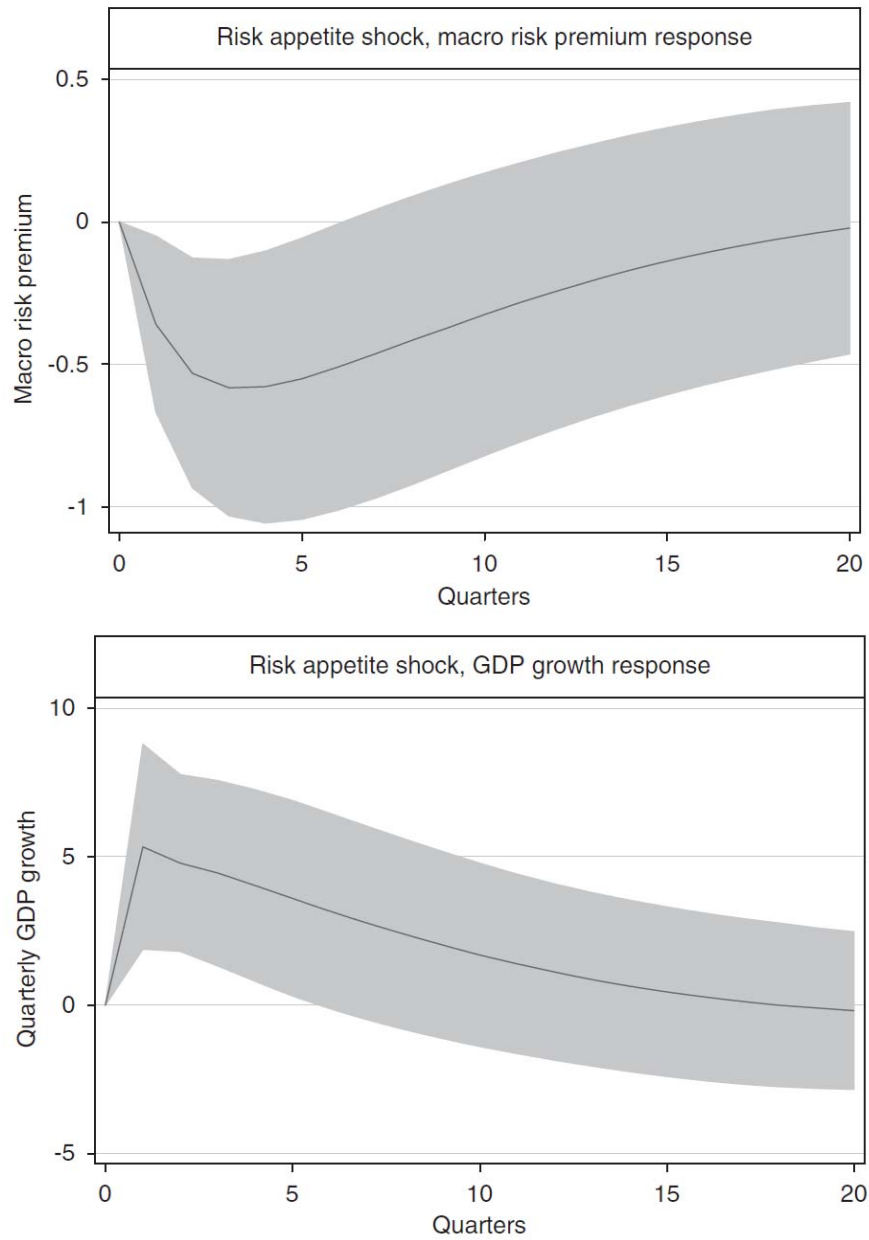 Risk appetite shock, macro risk premium response
0.5
0
-0.5
-1
Macro risk premium
0 5 10 15 20
Quarters
Risk appetite shock, GDP growth response
10
5
0
-5
Quarterly GDP growth
0 5 10 15 20
Quarters